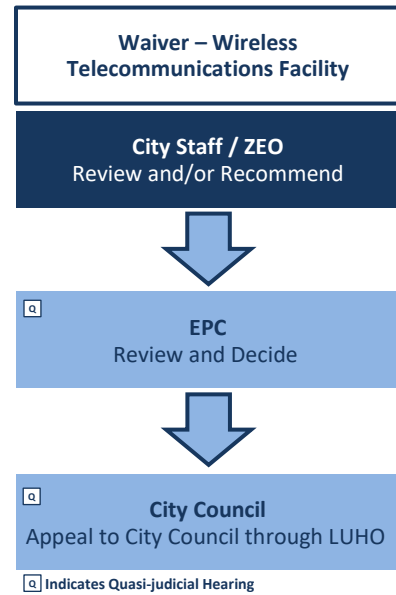 Waiver – Wireless
Telecommunications Facility
City Staff / ZEO
Review and/or Recommend
Q
EPC
Review and Decide
Q
City Council
Appeal to City Council through LUHO
Q Indicates Quasi-judicial Hearing